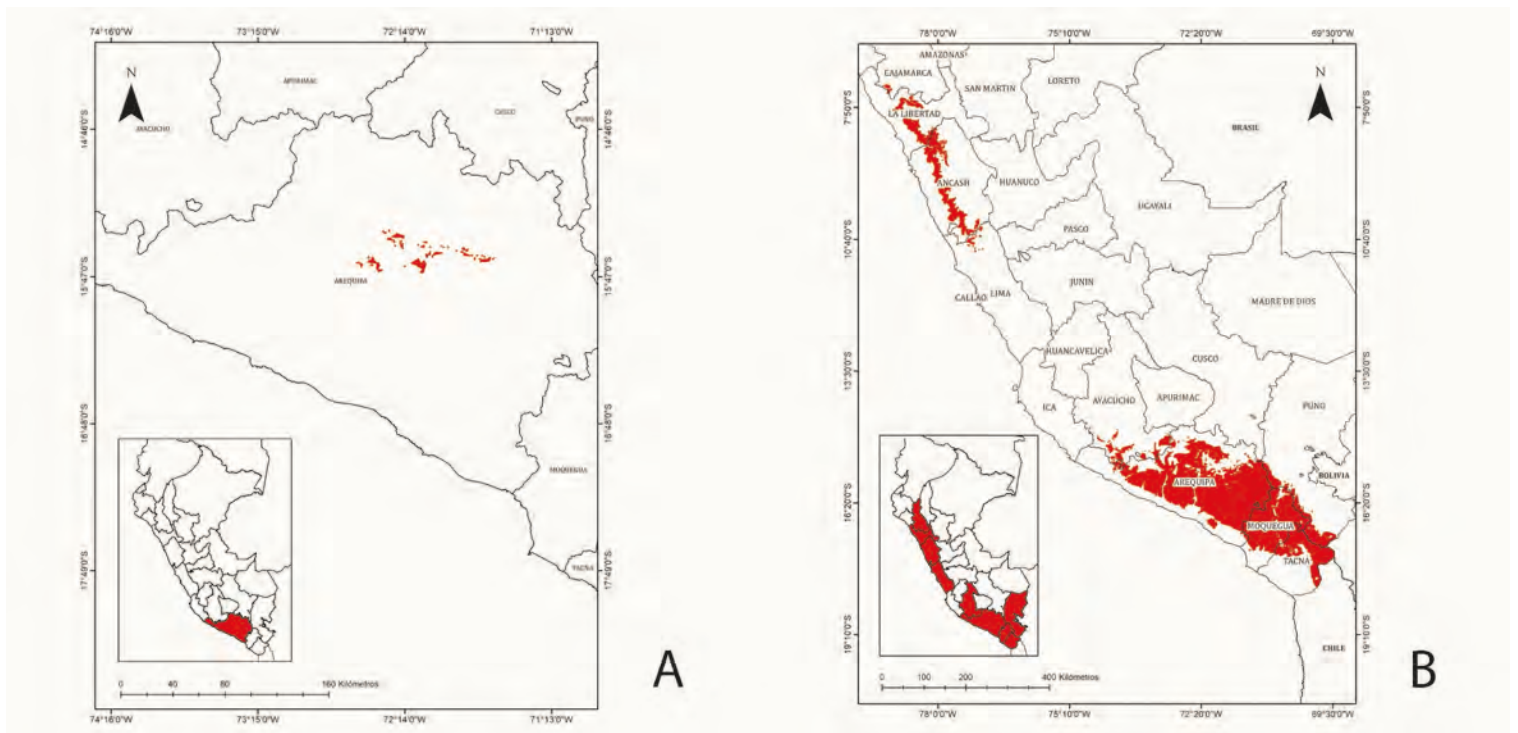 74°16'0"W 73°15'0"W 72°14'0"W 71°13'0"W
N
APURIMAC
CUSCO
PUNO
14°46'0"S
14°46'0"S
15°47'0"S
15°47'0"S
AREQUIPA
16°48'0"S
16°48'0"S
MOQUEGUA
17°49'0"S
17°49'0"S
TACNA
0 40 80 160 Kilómetros
74°16'0"W 73°15'0"W 72°14'0"W 71°13'0"W
A
78°0'0"W 75°10'0"W 72°20'0"W 69°30'0"W
AMAZONAS
CAJAMARCA
LORETO
SAN MARTIN
N
7°50'0"S
7°50'0"S
LA LIBERTAD
BRASIL
ANCASH
HUANUCO
UCAYALI
PASCO
10°40'0"S
10°40'0"S
JUNIN
CALLAO
LIMA
MADRE DE DIOS
HUANCAVELICA
CUSCO
13°30'0"S
13°30'0"S
ICA
AYACUCHO
APURIMAC
PUNO
BOLIVIA
AREQUIPA
16°20'0"S
16°20'0"S
MOQUEGUA
TACNA
19°10'0"S
19°10'0"S
CHILE
0 100 200 400 Kilómetros
78°0'0"W 75°10'0"W 72°20'0"W 69°30'0"W
B